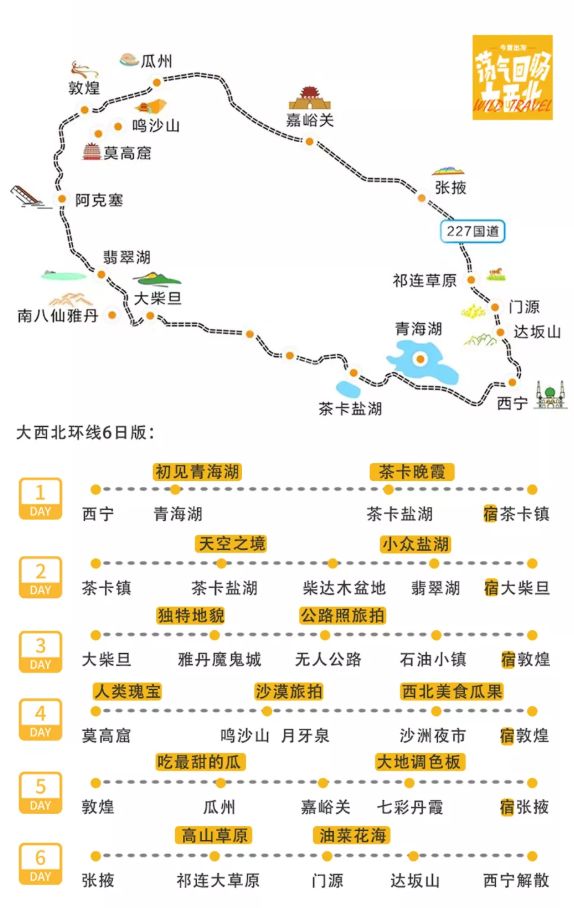 今夏出发
荡气回肠
大西北
WILD TRAVEL
瓜州
敦煌
鸣沙山
莫高窟
嘉峪关
张掖
阿克塞
227国道
翡翠湖
祁连草原
大柴旦
南八仙雅丹
门源
青海湖
达坂山
茶卡盐湖
西宁
大西北环线6日版：
初见青海湖 茶卡晚霞
1 DAY
西宁 青海湖 茶卡盐湖 宿茶卡镇
天空之境 小众盐湖
2 DAY
茶卡镇 茶卡盐湖 柴达木盆地 翡翠湖 宿大柴旦
独特地貌 公路照旅拍
3 DAY
大柴旦 雅丹魔鬼城 无人公路 石油小镇 宿敦煌
人类瑰宝 沙漠旅拍 西北美食瓜果
4 DAY
莫高窟 鸣沙山 月牙泉 沙洲夜市 宿敦煌
吃最甜的瓜 大地调色板
5 DAY
敦煌 瓜州 嘉峪关 七彩丹霞 宿张掖
高山草原 油菜花海
6 DAY
张掖 祁连大草原 门源 达坂山 西宁解散